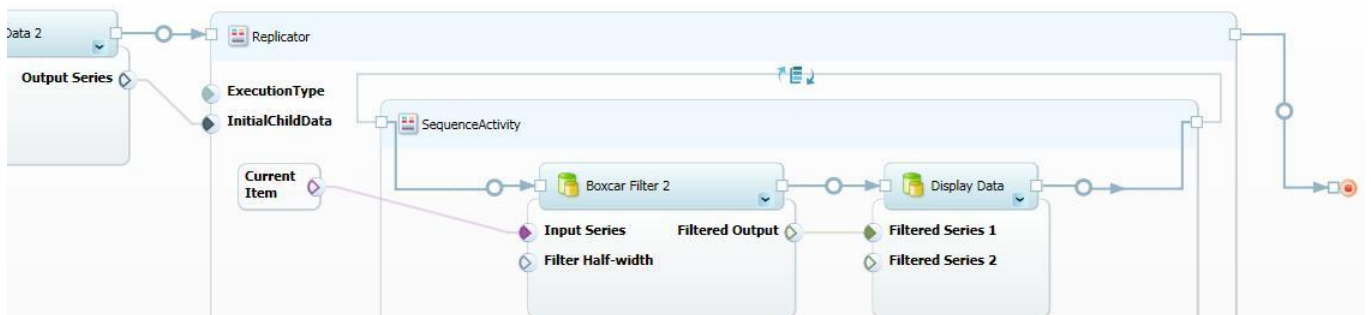 Data 2
Output Series
Replicator
ExecutionType
InitialChildData
SequenceActivity
Current
Item
Boxcar Filter 2
Input Series
Filtered Output
Filter Half-width
Display Data
Filtered Series 1
Filtered Series 2